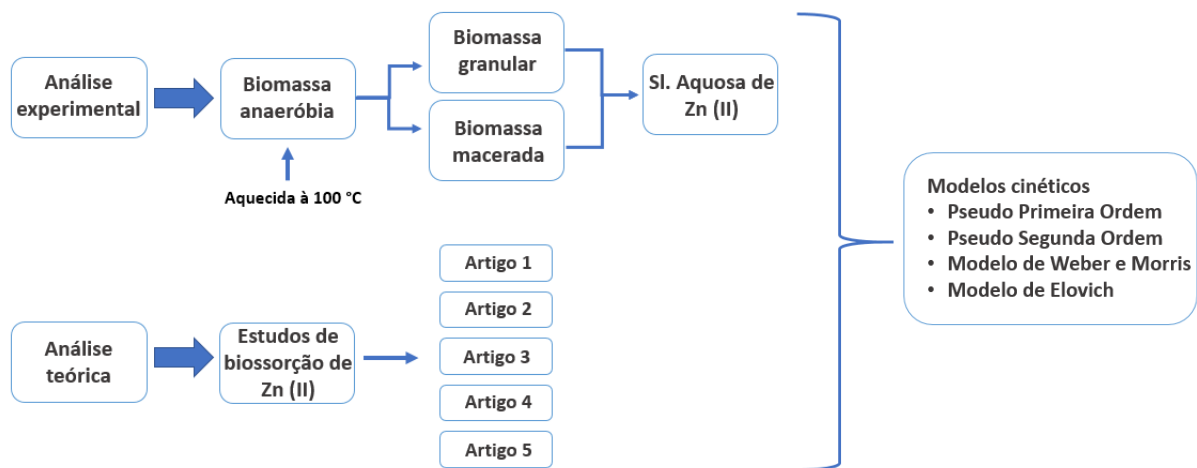 Análise
experimental
Biomassa
anaeróbia
Aquecida à 100 °C
Biomassa
granular
Biomassa
macerada
Sl. Aquosa de
Zn (II)
Análise
teórica
Estudos de
biossorção de
Zn (II)
Artigo 1
Artigo 2
Artigo 3
Artigo 4
Artigo 5
Modelos cinéticos
• Pseudo Primeira Ordem
• Pseudo Segunda Ordem
• Modelo de Weber e Morris
• Modelo de Elovich